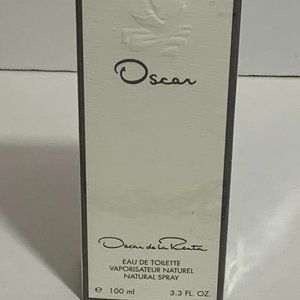 Oscar
Oscar de la Renta
EAU DE TOILETTE
VAPORISATEUR NATUREL
NATURAL SPRAY
e 100 ml 3.3 FL. OZ.